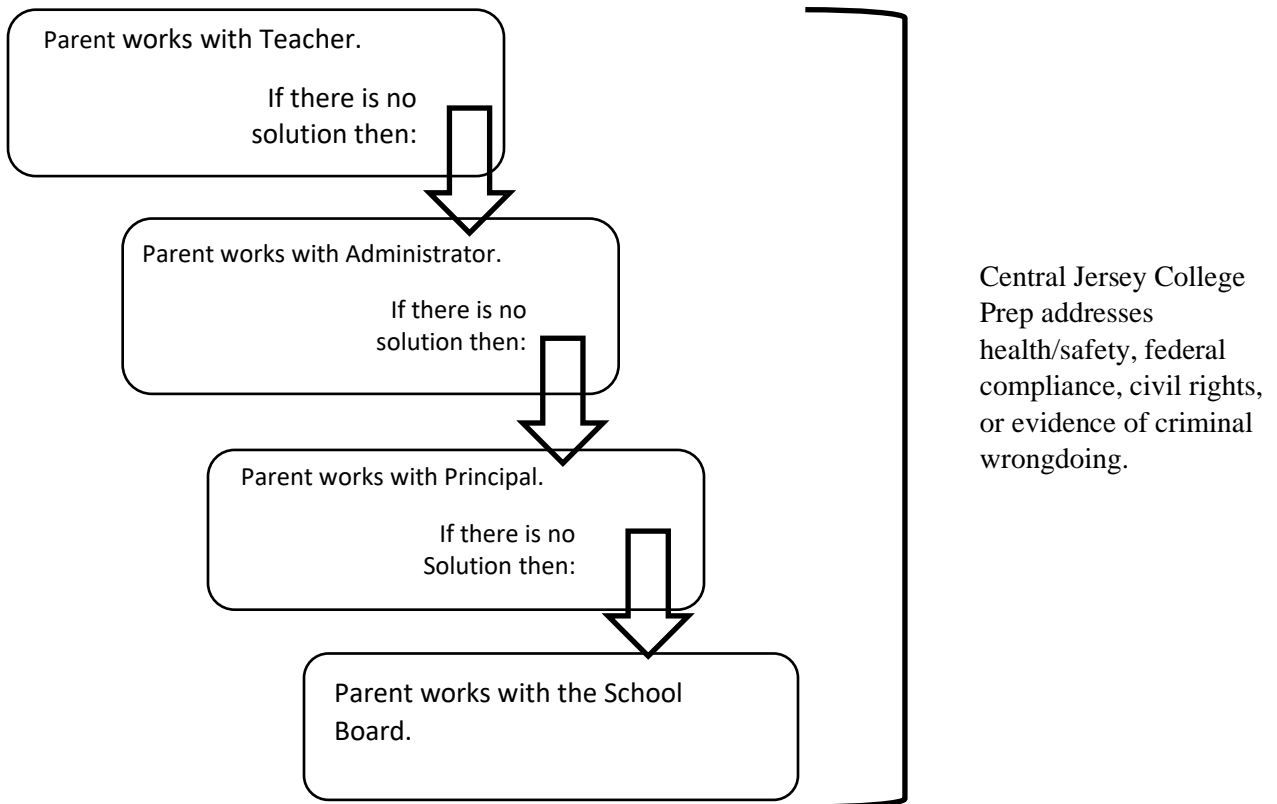 Parent works with Teacher.
If there is no
solution then:
Parent works with Administrator.
If there is no
solution then:
Parent works with Principal.
If there is no
Solution then:
Parent works with the School
Board.
Central Jersey College
Prep addresses
health/safety, federal
compliance, civil rights,
or evidence of criminal
wrongdoing.